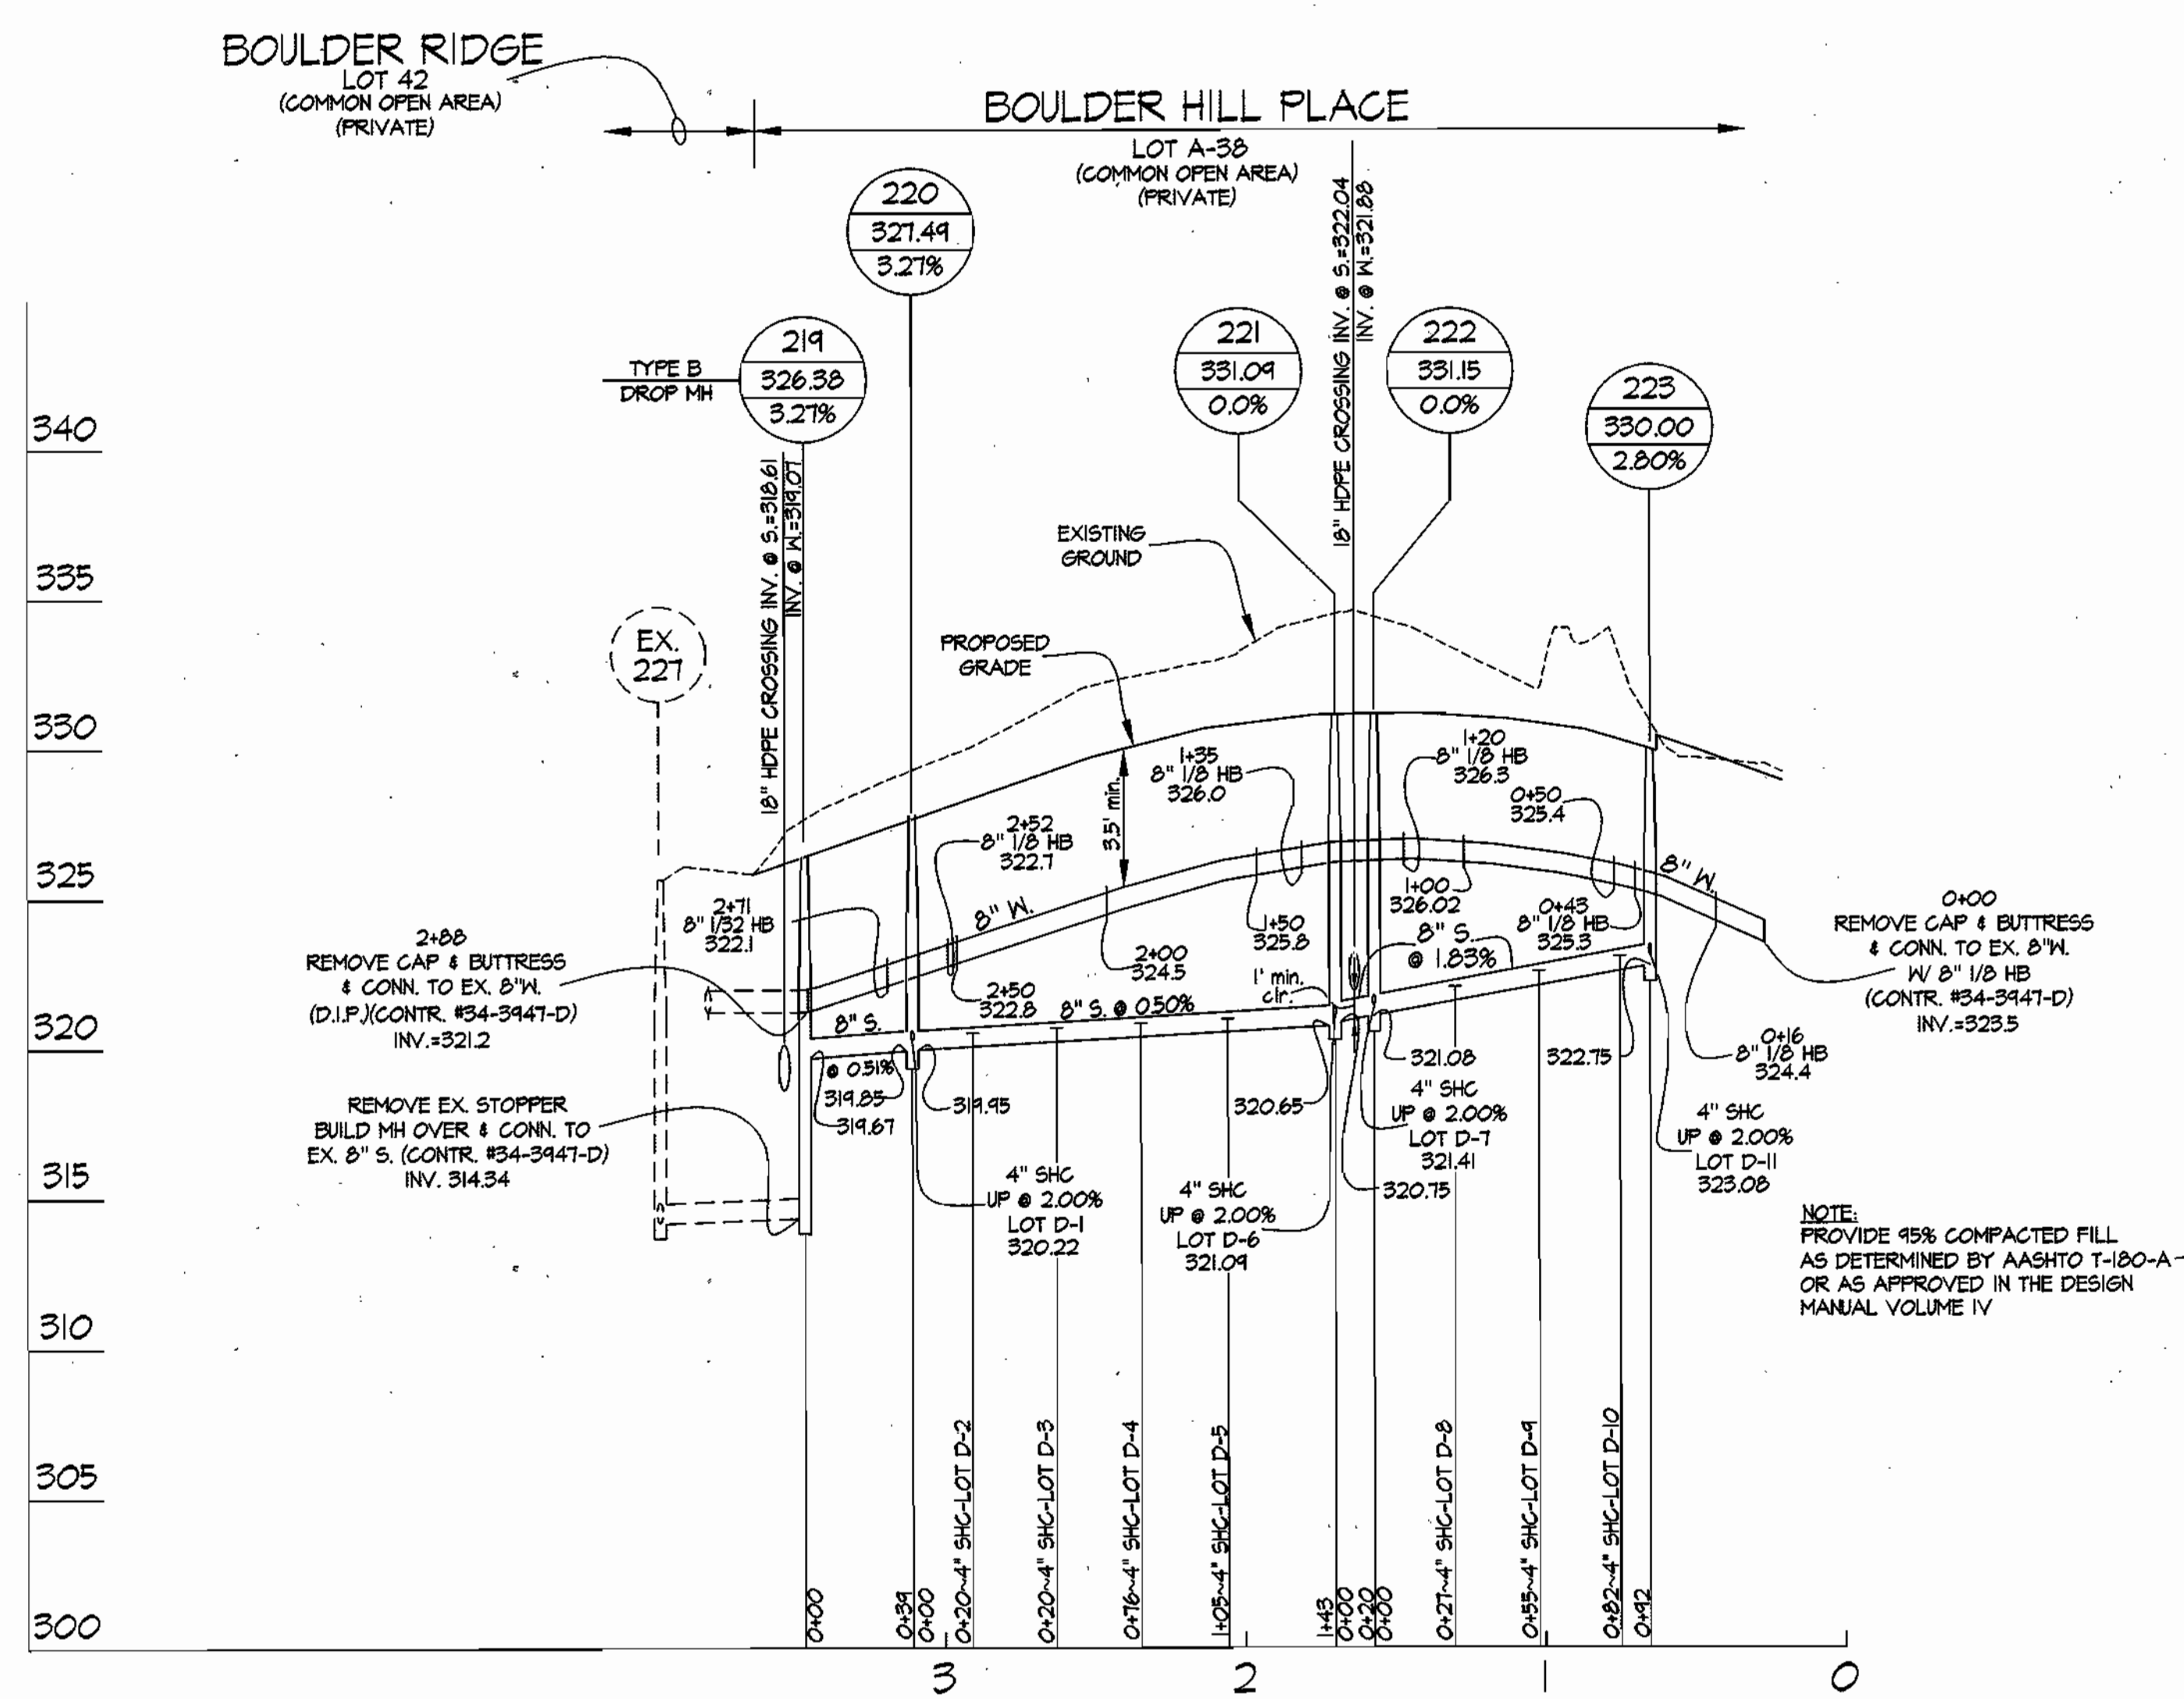 BOULDER RIDGE
LOT 42
(COMMON OPEN AREA)
(PRIVATE)
BOULDER HILL PLACE
LOT A-38
(COMMON OPEN AREA)
(PRIVATE)
220
327.49
3.27%
TYPE B
DROP MH
219
326.38
3.27%
221
331.09
0.0%
222
331.15
0.0%
223
330.00
2.80%
18" HDPE CROSSING INV. @ S.=322.04
INV. @ W.=321.88
18" HDPE CROSSING INV. @ S.=318.61
INV. @ W.=319.07
EX.
227
EXISTING
GROUND
PROPOSED
GRADE
340
335
330
325
320
315
310
305
300
3.5' min.
1+35
8" 1/8 HB
326.0
1+20
8" 1/8 HB
326.3
0+50
325.4
2+52
8" 1/8 HB
322.7
8" W.
8" W.
2+71
8" 1/32 HB
322.1
2+88
REMOVE CAP & BUTTRESS
& CONN. TO EX. 8"W.
(D.I.P.)(CONTR. #34-3947-D)
INV.=321.2
1+50
325.8
1+00
326.02
0+43
8" 1/8 HB
325.3
0+00
REMOVE CAP & BUTTRESS
& CONN. TO EX. 8"W.
W/ 8" 1/8 HB
(CONTR. #34-3947-D)
INV.=323.5
2+00
324.5
2+50
322.8
8" S.
@ 1.83%
1' min.
clr.
8" S. @ 0.50%
8" S.
@ 0.51%
319.85
319.67
319.95
320.65
321.08
322.75
0+16
8" 1/8 HB
324.4
REMOVE EX. STOPPER
BUILD MH OVER & CONN. TO
EX. 8" S. (CONTR. #34-3947-D)
INV. 314.34
4" SHC
UP @ 2.00%
LOT D-1
320.22
4" SHC
UP @ 2.00%
LOT D-6
321.09
4" SHC
UP @ 2.00%
LOT D-7
321.41
320.75
4" SHC
UP @ 2.00%
LOT D-11
323.08
NOTE:
PROVIDE 95% COMPACTED FILL
AS DETERMINED BY AASHTO T-180-A
OR AS APPROVED IN THE DESIGN
MANUAL VOLUME IV
0+00
0+39
0+00
0+20~4" SHC-LOT D-2
0+20~4" SHC-LOT D-3
0+76~4" SHC-LOT D-4
1+05~4" SHC-LOT D-5
1+43
0+00
0+20
0+00
0+27~4" SHC-LOT D-8
0+55~4" SHC-LOT D-9
0+82~4" SHC-LOT D-10
0+92
3
2
1
0